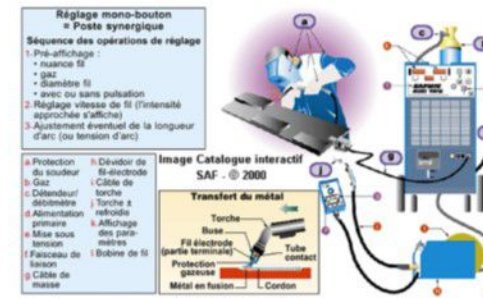 Réglage mono-bouton
= Poste synergique
Séquence des opérations de réglage
1-Pré-affichage :
• nuance fil
• gaz
• diamètre fil
• avec ou sans pulsation
2-Réglage vitesse de fil (l'intensité
approchée s'affiche)
3-Ajustement éventuel de la longueur
d'arc (ou tension d'arc)
a.Protection
du soudeur
b.Gaz
c.Détendeur/
débitmètre
d.Alimentation
primaire
e.Mise sous
tension
f.Faisceau de
liaison
g.Câble de
masse
h.Dévidoir de
fil-électrode
i.Câble de
torche
j.Torche ±
refroidie
k.Affichage
des para-
mètres
l.Bobine de fil
Image Catalogue interactif
SAF - © 2000
Transfert du métal
Torche
Buse
Fil électrode
(partie terminale)
Tube
contact
Protection
gazeuse
Métal en fusion
Cordon
a
b
c
g
j